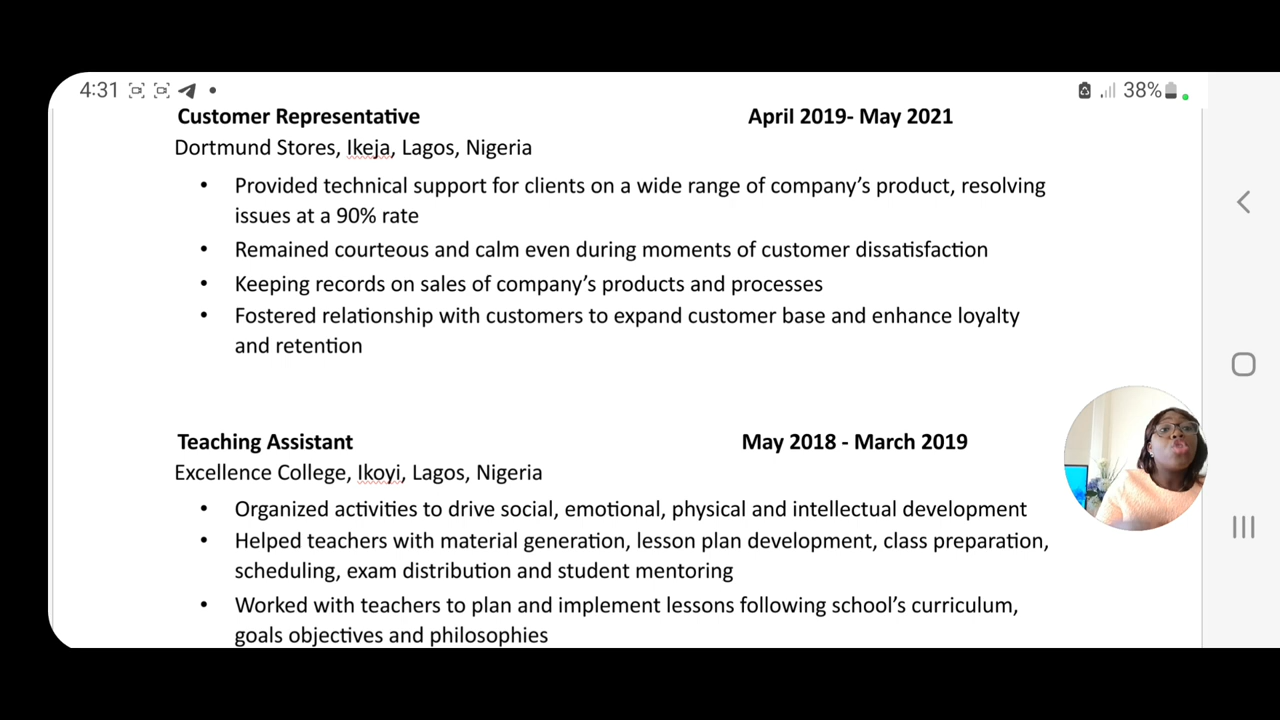 4:31 38%
Customer Representative April 2019- May 2021
Dortmund Stores, Ikeja, Lagos, Nigeria
• Provided technical support for clients on a wide range of company’s product, resolving
issues at a 90% rate
• Remained courteous and calm even during moments of customer dissatisfaction
• Keeping records on sales of company’s products and processes
• Fostered relationship with customers to expand customer base and enhance loyalty
and retention
Teaching Assistant May 2018 - March 2019
Excellence College, Ikoyi, Lagos, Nigeria
• Organized activities to drive social, emotional, physical and intellectual development
• Helped teachers with material generation, lesson plan development, class preparation,
scheduling, exam distribution and student mentoring
• Worked with teachers to plan and implement lessons following school’s curriculum,
goals objectives and philosophies